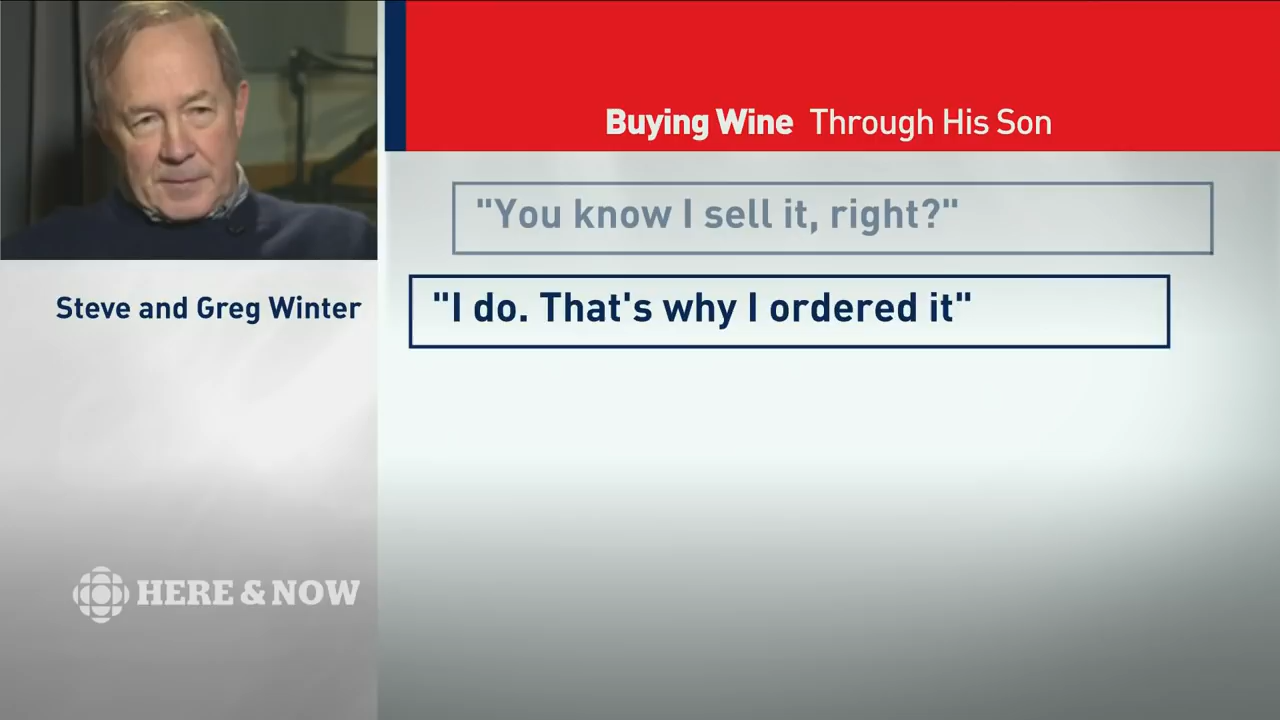 Buying Wine Through His Son
"You know I sell it, right?"
"I do. That's why I ordered it"
Steve and Greg Winter
HERE & NOW